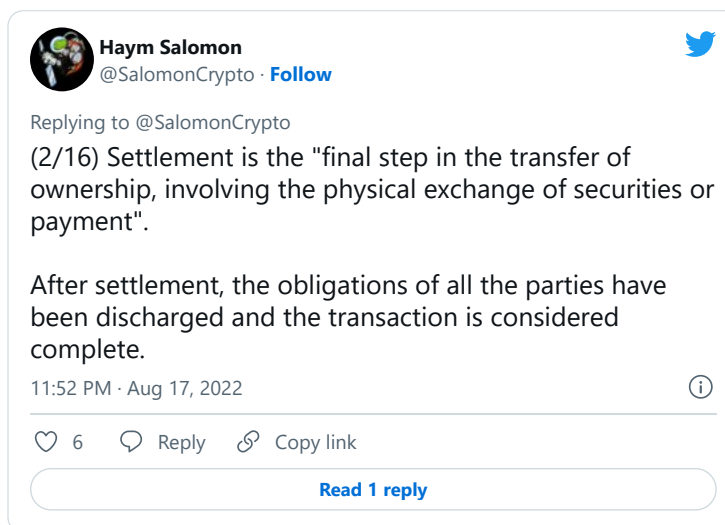 Haym Salomon
@SalomonCrypto · Follow
Replying to @SalomonCrypto
(2/16) Settlement is the "final step in the transfer of
ownership, involving the physical exchange of securities or
payment".
After settlement, the obligations of all the parties have
been discharged and the transaction is considered
complete.
11:52 PM · Aug 17, 2022
6 Reply Copy link
Read 1 reply